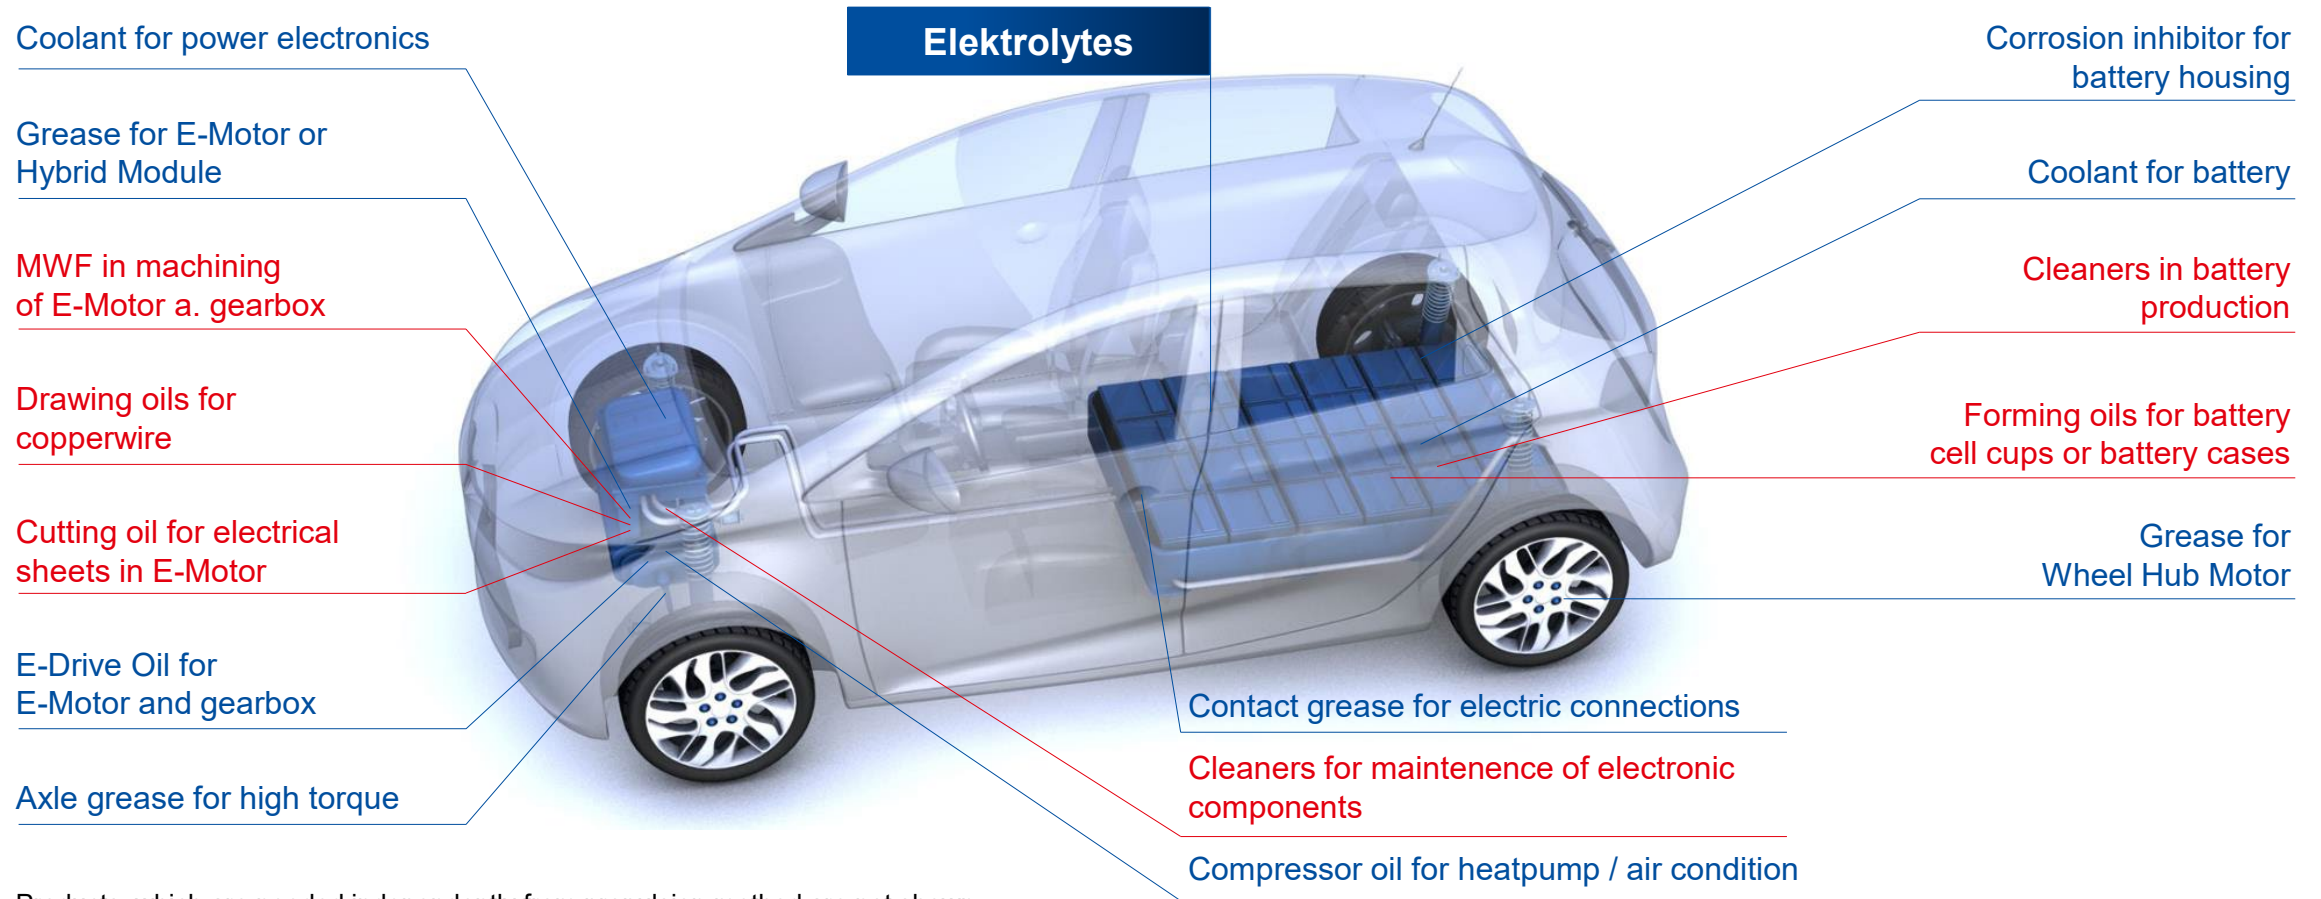 Elektrolytes
Coolant for power electronics
Grease for E-Motor or
Hybrid Module
MWF in machining
of E-Motor a. gearbox
Drawing oils for
copperwire
Cutting oil for electrical
sheets in E-Motor
E-Drive Oil for
E-Motor and gearbox
Axle grease for high torque
Corrosion inhibitor for
battery housing
Coolant for battery
Cleaners in battery
production
Forming oils for battery
cell cups or battery cases
Grease for
Wheel Hub Motor
Contact grease for electric connections
Cleaners for maintenence of electronic
components
Compressor oil for heatpump / air condition